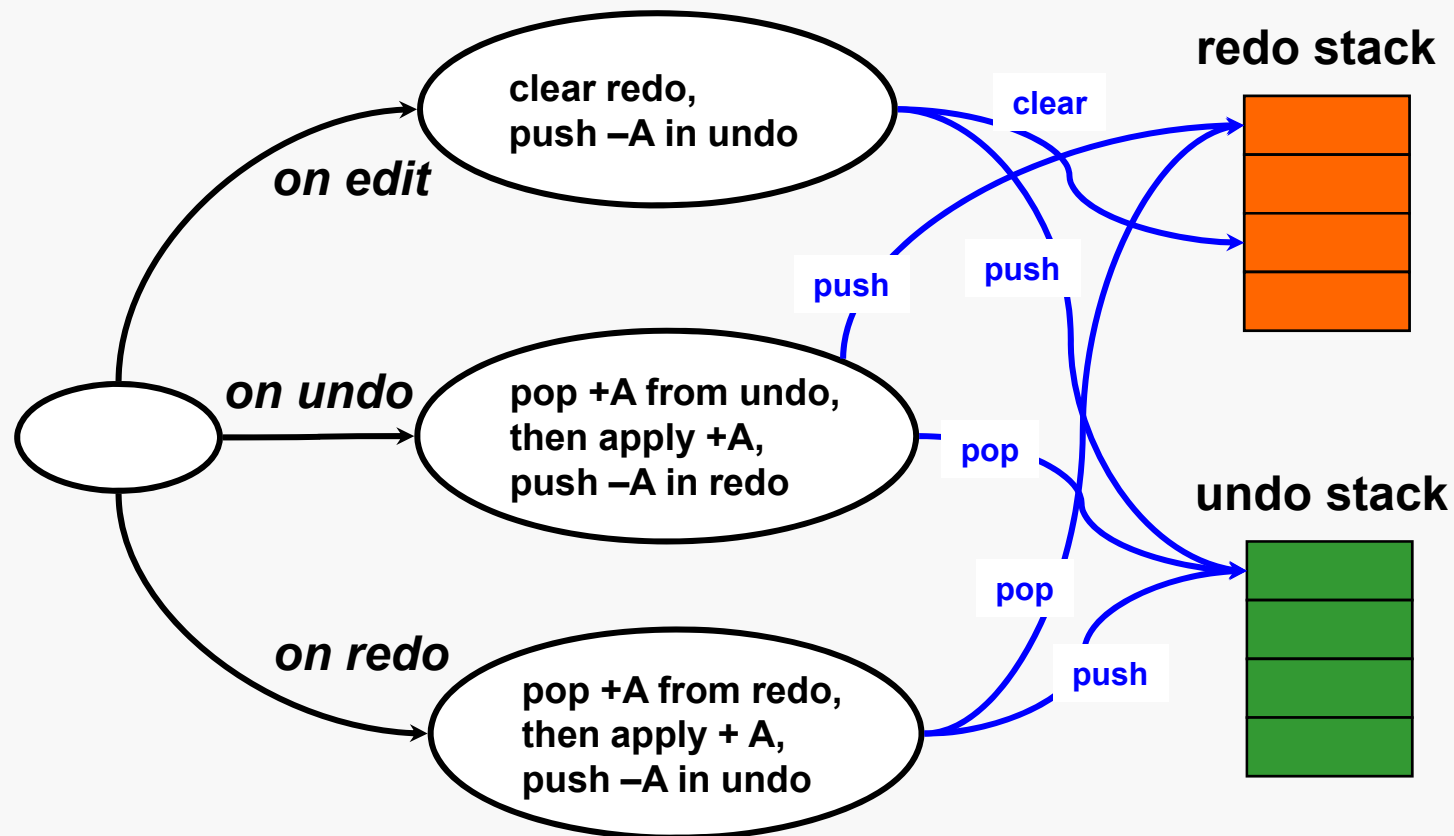 redo stack
clear redo,
push –A in undo
clear
on edit
push
push
on undo
pop +A from undo,
then apply +A,
push –A in redo
pop
undo stack
pop
on redo
push
pop +A from redo,
then apply + A,
push –A in undo